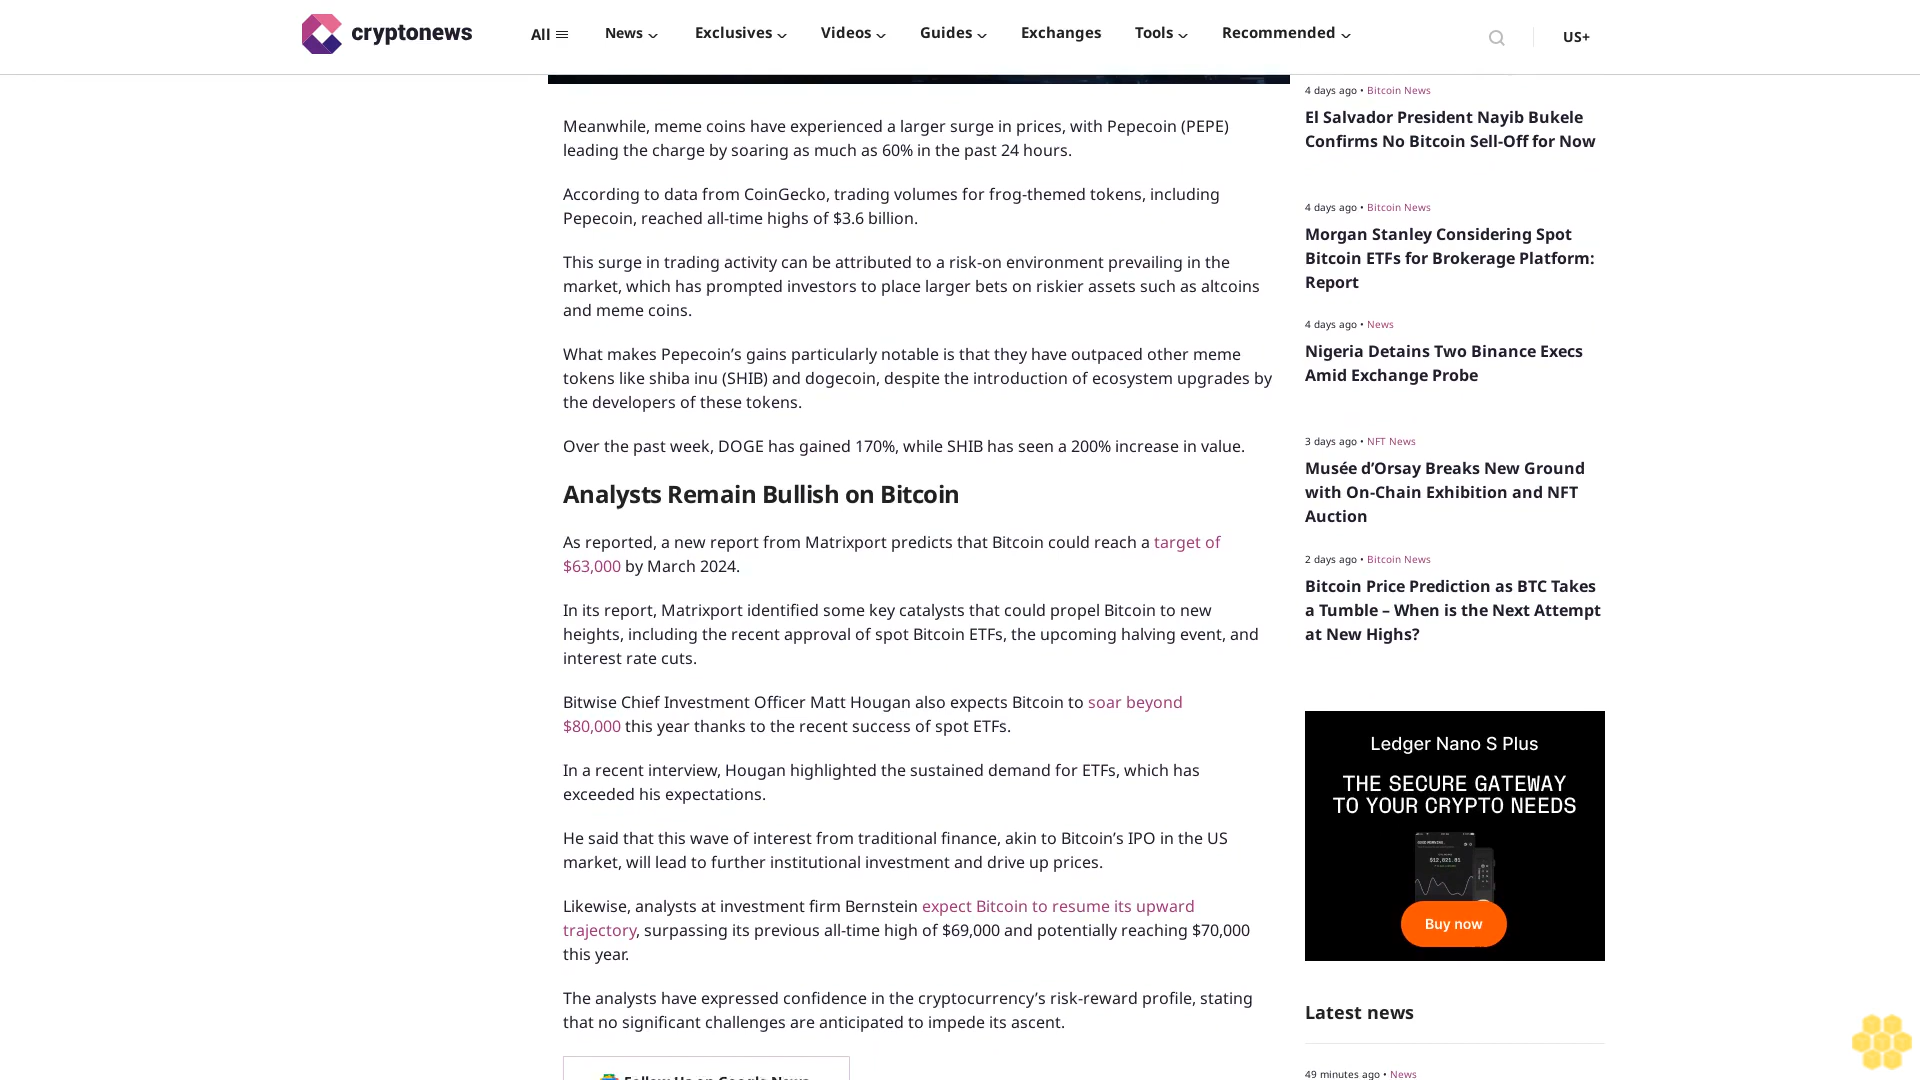 cryptonews
All
News
Exclusives
Videos
Guides
Exchanges
Tools
Recommended
US+
Meanwhile, meme coins have experienced a larger surge in prices, with Pepecoin (PEPE)
leading the charge by soaring as much as 60% in the past 24 hours.
According to data from CoinGecko, trading volumes for frog-themed tokens, including
Pepecoin, reached all-time highs of $3.6 billion.
This surge in trading activity can be attributed to a risk-on environment prevailing in the
market, which has prompted investors to place larger bets on riskier assets such as altcoins
and meme coins.
What makes Pepecoin’s gains particularly notable is that they have outpaced other meme
tokens like shiba inu (SHIB) and dogecoin, despite the introduction of ecosystem upgrades by
the developers of these tokens.
Over the past week, DOGE has gained 170%, while SHIB has seen a 200% increase in value.
Analysts Remain Bullish on Bitcoin
As reported, a new report from Matrixport predicts that Bitcoin could reach a target of
$63,000 by March 2024.
In its report, Matrixport identified some key catalysts that could propel Bitcoin to new
heights, including the recent approval of spot Bitcoin ETFs, the upcoming halving event, and
interest rate cuts.
Bitwise Chief Investment Officer Matt Hougan also expects Bitcoin to soar beyond
$80,000 this year thanks to the recent success of spot ETFs.
In a recent interview, Hougan highlighted the sustained demand for ETFs, which has
exceeded his expectations.
He said that this wave of interest from traditional finance, akin to Bitcoin’s IPO in the US
market, will lead to further institutional investment and drive up prices.
Likewise, analysts at investment firm Bernstein expect Bitcoin to resume its upward
trajectory, surpassing its previous all-time high of $69,000 and potentially reaching $70,000
this year.
The analysts have expressed confidence in the cryptocurrency’s risk-reward profile, stating
that no significant challenges are anticipated to impede its ascent.
Follow Us on Google News
4 days ago • Bitcoin News
El Salvador President Nayib Bukele
Confirms No Bitcoin Sell-Off for Now
4 days ago • Bitcoin News
Morgan Stanley Considering Spot
Bitcoin ETFs for Brokerage Platform:
Report
4 days ago • News
Nigeria Detains Two Binance Execs
Amid Exchange Probe
3 days ago • NFT News
Musée d’Orsay Breaks New Ground
with On-Chain Exhibition and NFT
Auction
2 days ago • Bitcoin News
Bitcoin Price Prediction as BTC Takes
a Tumble – When is the Next Attempt
at New Highs?
Ledger Nano S Plus
THE SECURE GATEWAY
TO YOUR CRYPTO NEEDS
$12,021.01
Buy now
Latest news
49 minutes ago • News